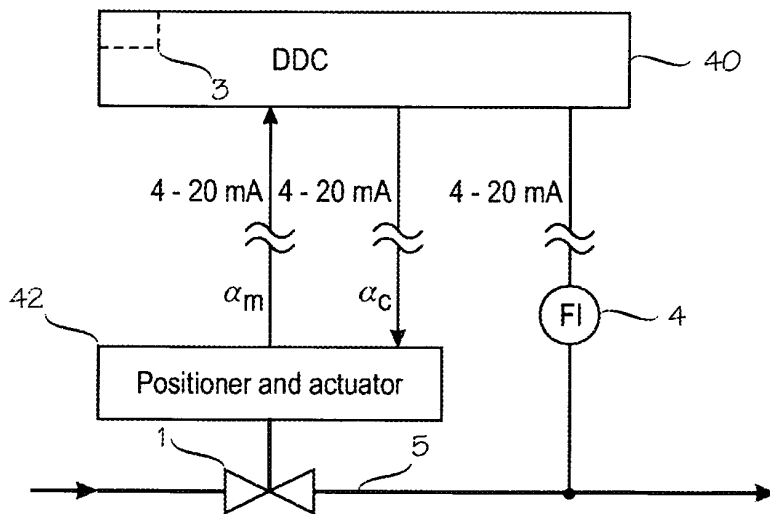 DDC
3
40
4 - 20 mA 4 - 20 mA 4 - 20 mA
42
αm αc
FI
4
Positioner and actuator
1
5